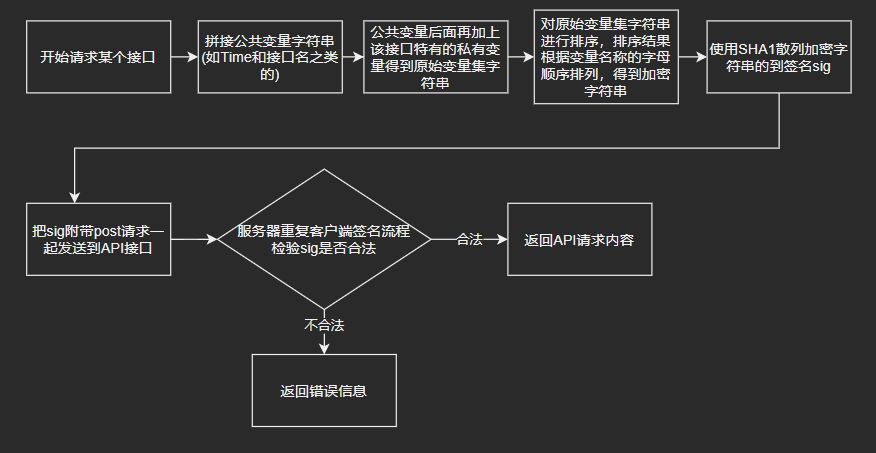 开始请求某个接口
拼接公共变量字符串
(如Time和接口名之类
的)
公共变量后面再加上
该接口特有的私有变
量得到原始变量集字
符串
对原始变量集字符串
进行排序，排序结果
根据变量名称的字母
顺序排列，得到加密
字符串
使用SHA1散列加密字
符串的到签名sig
把sig附带post请求一
起发送到API接口
服务器重复客户端签名流程
检验sig是否合法
合法
返回API请求内容
不合法
返回错误信息